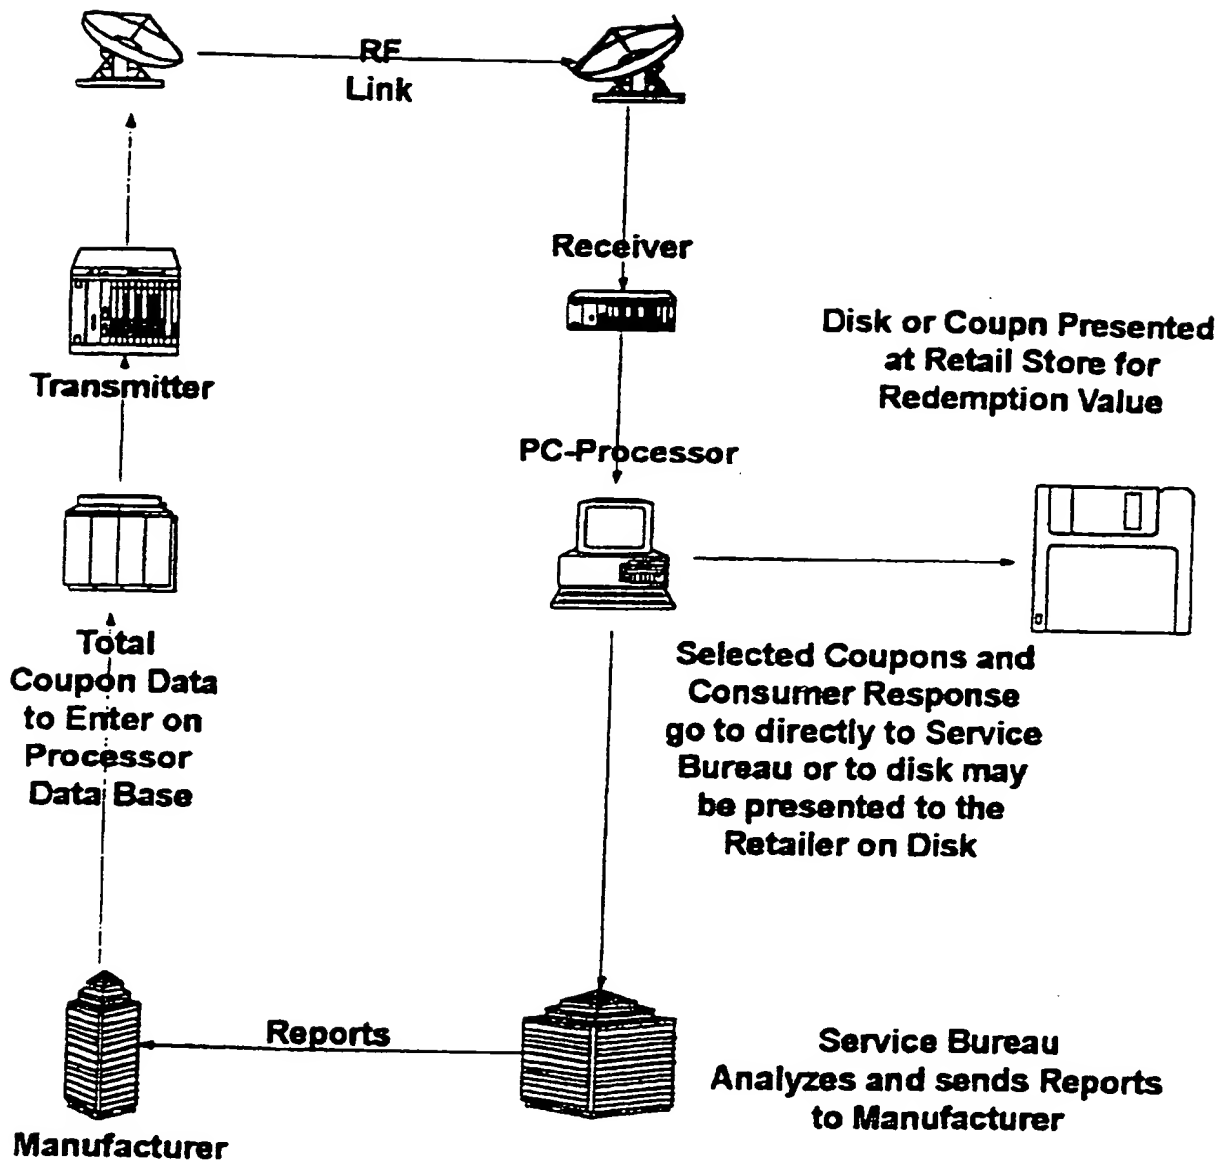 RF
Link
Receiver
Transmitter
Disk or Coupn Presented
at Retail Store for
Redemption Value
PC-Processor
Total
Coupon Data
to Enter on
Processor
Data Base
Selected Coupons and
Consumer Response
go to directly to Service
Bureau or to disk may
be presented to the
Retailer on Disk
Reports
Service Bureau
Analyzes and sends Reports
to Manufacturer
Manufacturer